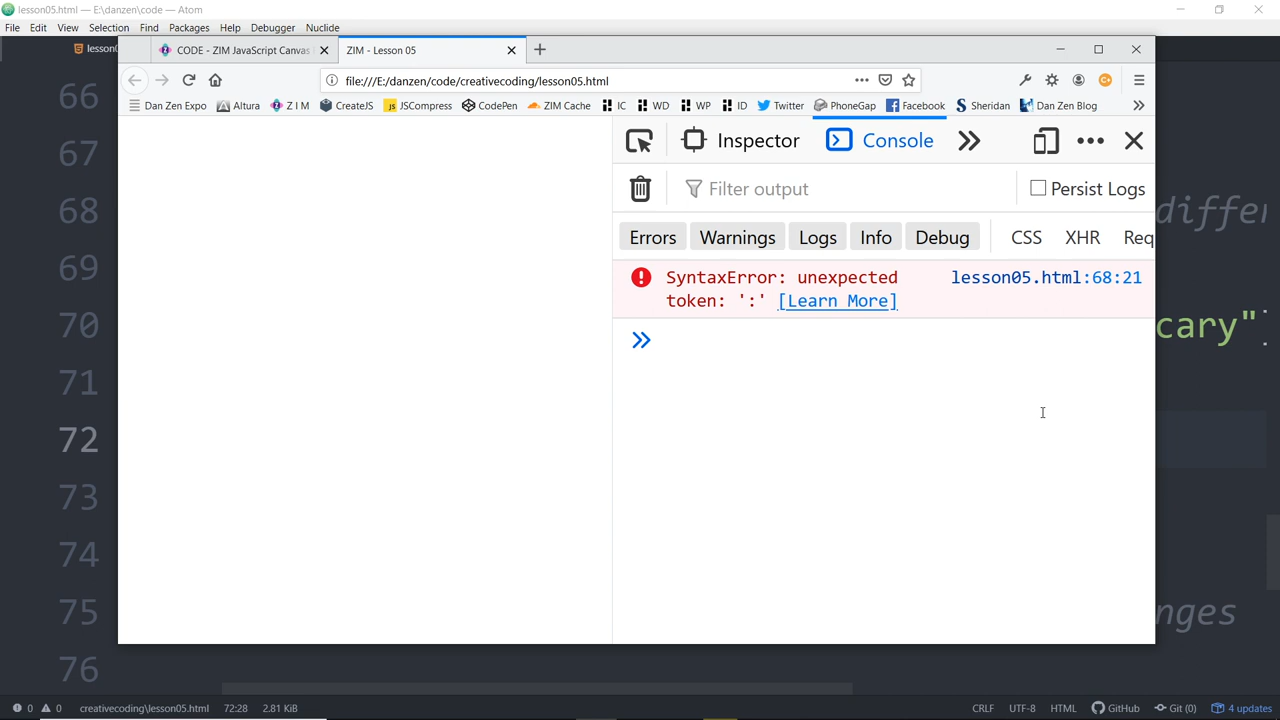 lesson05.html — E:\danzen\code — Atom
File Edit View Selection Find Packages Help Debugger Nuclide
CODE - ZIM JavaScript Canvas
ZIM - Lesson 05
file:///E:/danzen/code/creativecoding/lesson05.html
Dan Zen Expo Altura Z I M CreateJS JSCompress CodePen ZIM Cache IC WD WP ID Twitter PhoneGap Facebook Sheridan Dan Zen Blog
Inspector Console
Filter output Persist Logs
Errors Warnings Logs Info Debug CSS XHR Req
SyntaxError: unexpected lesson05.html:68:21
token: ':' [Learn More]
66
67
68 differ
69
70 cary"].
71
72
73
74
75 nges
76
0 0 creativecoding\lesson05.html 72:28 2.81 KiB CRLF UTF-8 HTML GitHub Git (0) 4 updates